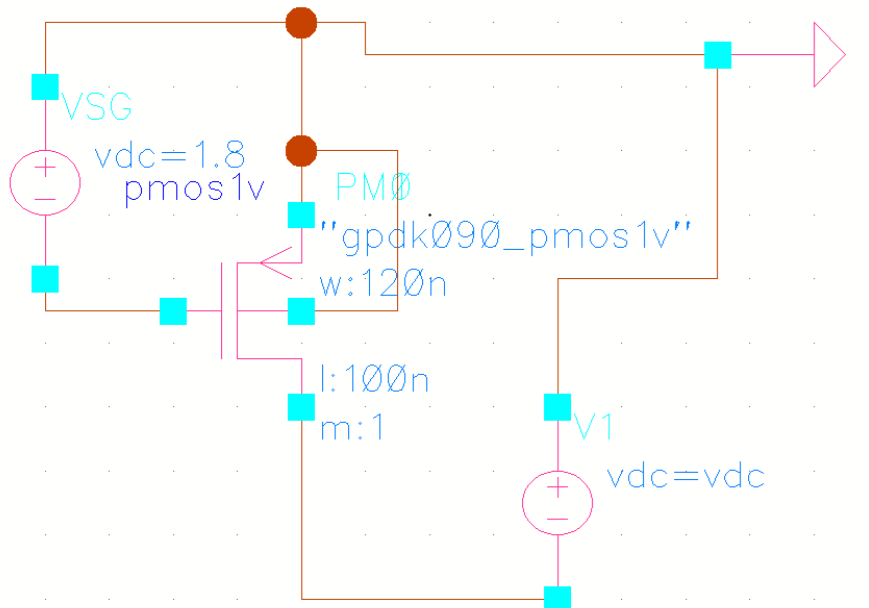 VSG
+
vdc=1.8
−
pmos1v
PM0
"gpdk090_pmos1v"
w:120n
l:100n
m:1
V1
+
vdc=vdc
−